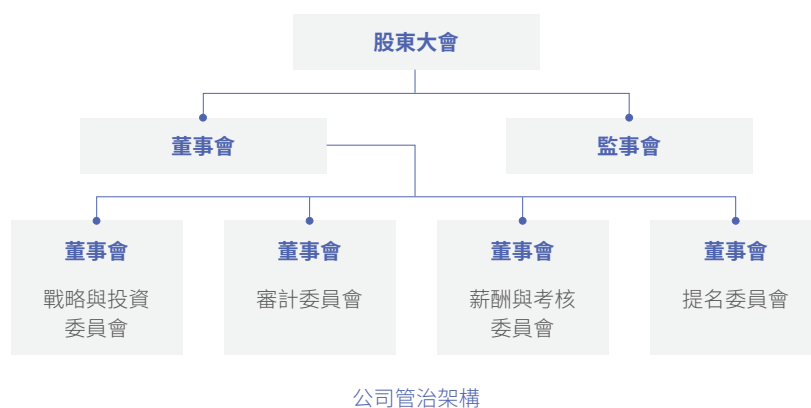 股東大會
董事會
監事會
董事會
戰略與投資
委員會
董事會
審計委員會
董事會
薪酬與考核
委員會
董事會
提名委員會
公司管治架構